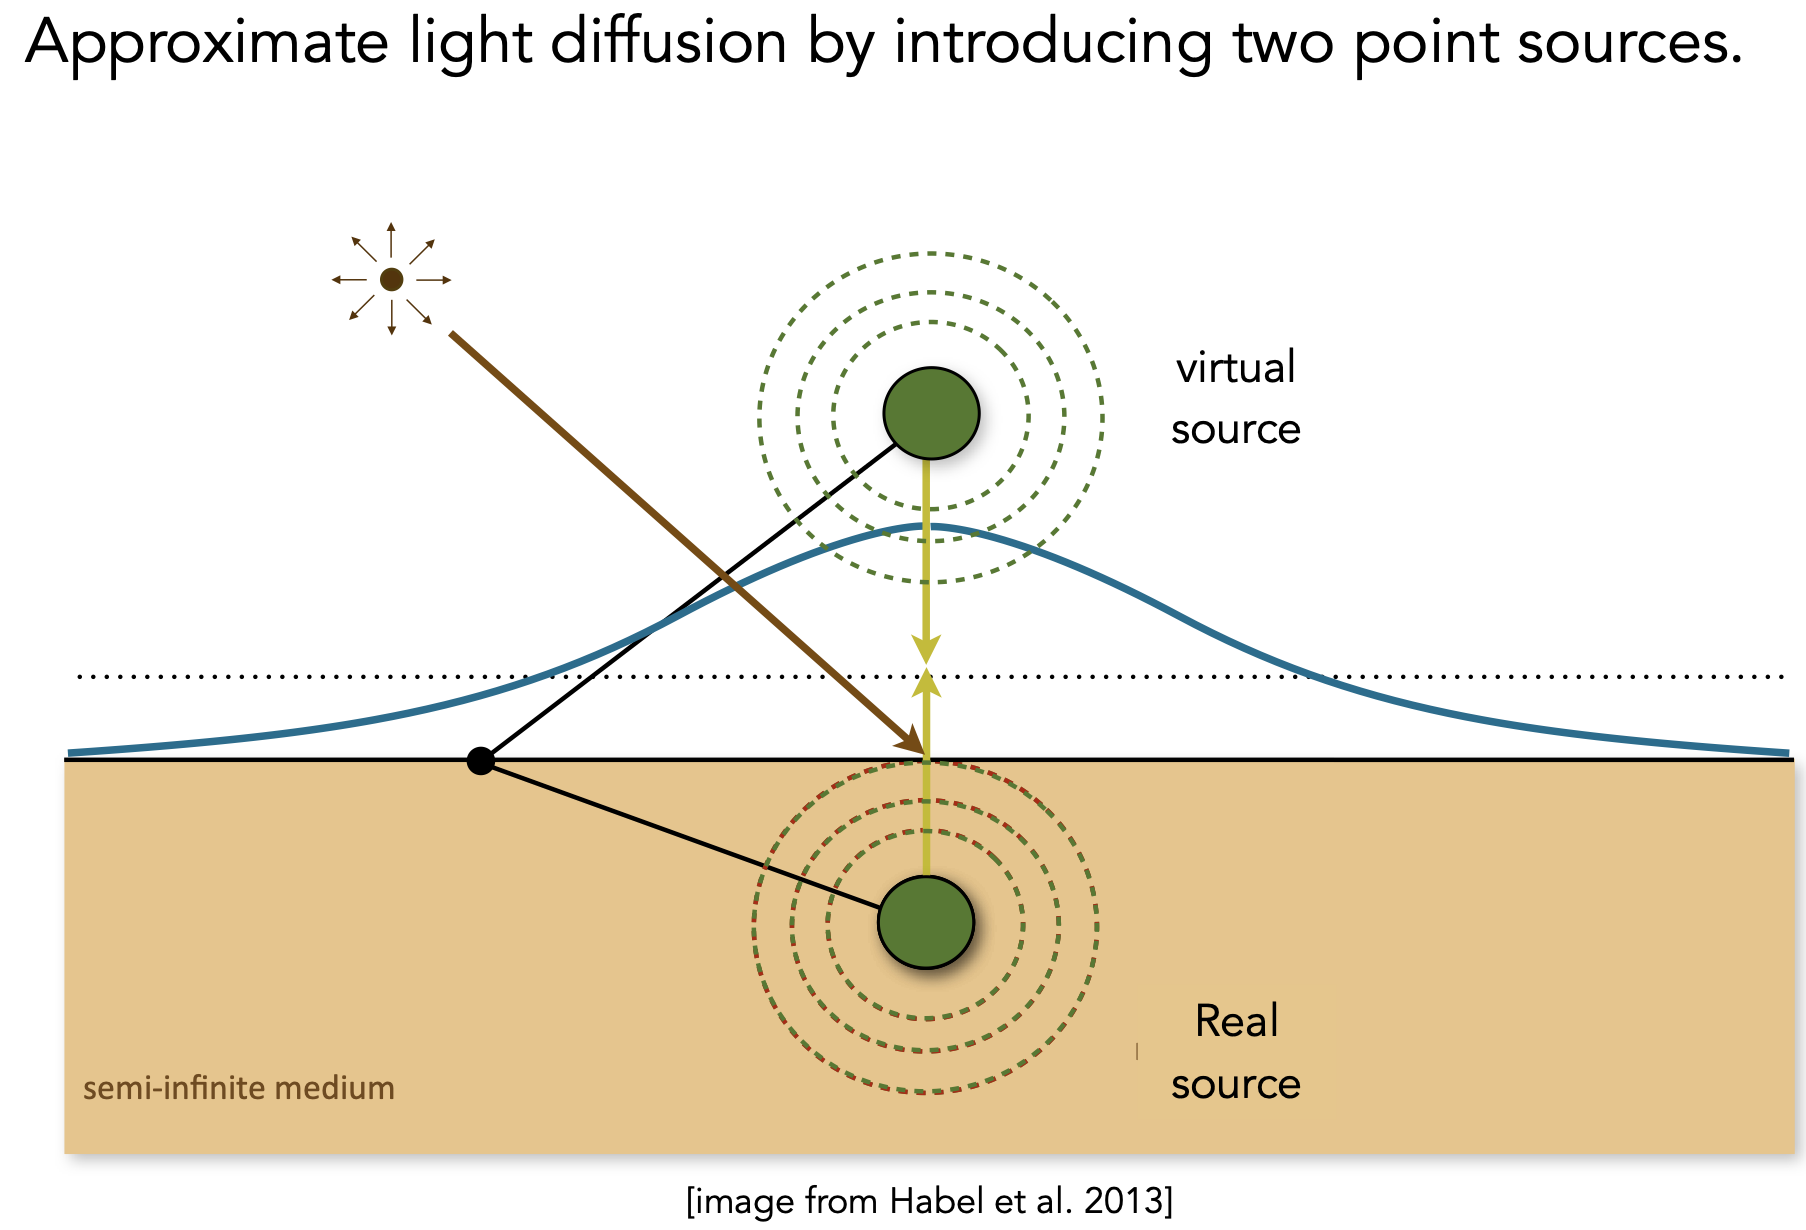 Approximate light diffusion by introducing two point sources.
virtual
source
Real
source
semi-infinite medium
[image from Habel et al. 2013]